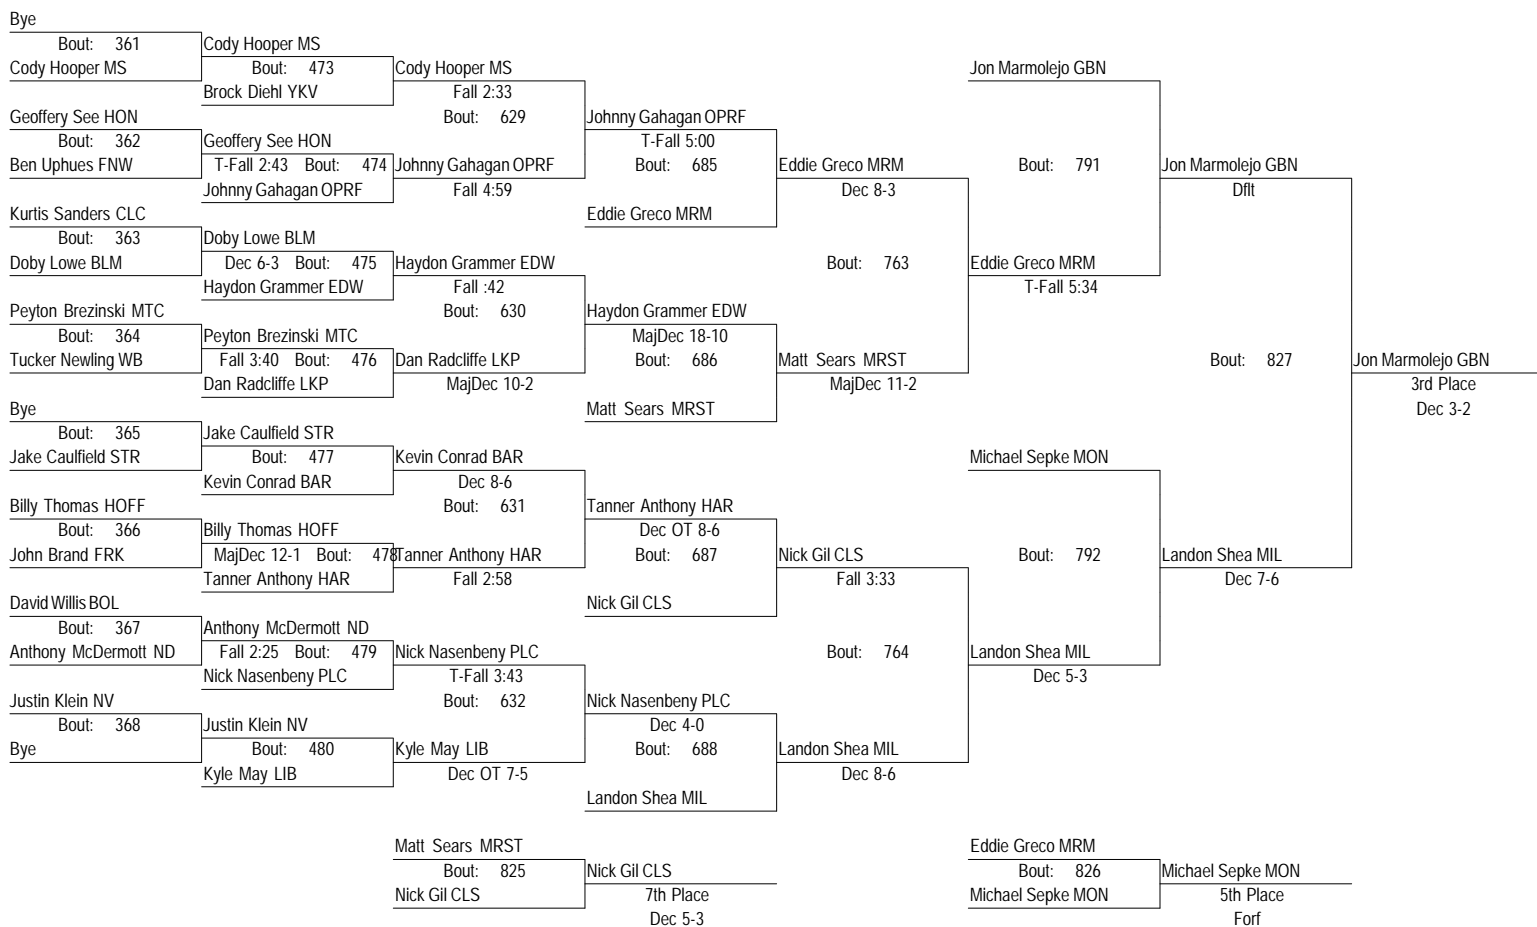 Bye
Bout: 361
Cody Hooper MS
Geoffery See HON
Bout: 362
Ben Uphues FNW
Kurtis Sanders CLC
Bout: 363
Doby Lowe BLM
Peyton Brezinski MTC
Bout: 364
Tucker Newling WB
Bye
Bout: 365
Jake Caulfield STR
Billy Thomas HOFF
Bout: 366
John Brand FRK
David Willis BOL
Bout: 367
Anthony McDermott ND
Justin Klein NV
Bout: 368
Bye
Cody Hooper MS
Bout: 473
Brock Diehl YKV
Geoffery See HON
T-Fall 2:43 Bout: 474
Johnny Gahagan OPRF
Doby Lowe BLM
Dec 6-3 Bout: 475
Haydon Grammer EDW
Peyton Brezinski MTC
Fall 3:40 Bout: 476
Dan Radcliffe LKP
Jake Caulfield STR
Bout: 477
Kevin Conrad BAR
Billy Thomas HOFF
MajDec 12-1 Bout: 478
Tanner Anthony HAR
Anthony McDermott ND
Fall 2:25 Bout: 479
Nick Nasenbeny PLC
Justin Klein NV
Bout: 480
Kyle May LIB
Cody Hooper MS
Fall 2:33
Bout: 629
Johnny Gahagan OPRF
Fall 4:59
Haydon Grammer EDW
Fall :42
Bout: 630
Dan Radcliffe LKP
MajDec 10-2
Kevin Conrad BAR
Dec 8-6
Bout: 631
Tanner Anthony HAR
Fall 2:58
Nick Nasenbeny PLC
T-Fall 3:43
Bout: 632
Kyle May LIB
Dec OT 7-5
Johnny Gahagan OPRF
T-Fall 5:00
Bout: 685
Eddie Greco MRM
Haydon Grammer EDW
MajDec 18-10
Bout: 686
Matt Sears MRST
Tanner Anthony HAR
Dec OT 8-6
Bout: 687
Nick Gil CLS
Nick Nasenbeny PLC
Dec 4-0
Bout: 688
Landon Shea MIL
Eddie Greco MRM
Dec 8-3
Bout: 763
Matt Sears MRST
MajDec 11-2
Nick Gil CLS
Fall 3:33
Bout: 764
Landon Shea MIL
Dec 8-6
Jon Marmolejo GBN
Bout: 791
Eddie Greco MRM
T-Fall 5:34
Michael Sepke MON
Bout: 792
Landon Shea MIL
Dec 5-3
Jon Marmolejo GBN
Dflt
Bout: 827
Landon Shea MIL
Dec 7-6
Jon Marmolejo GBN
3rd Place
Dec 3-2
Matt Sears MRST
Bout: 825
Nick Gil CLS
Nick Gil CLS
7th Place
Dec 5-3
Eddie Greco MRM
Bout: 826
Michael Sepke MON
Michael Sepke MON
5th Place
Forf